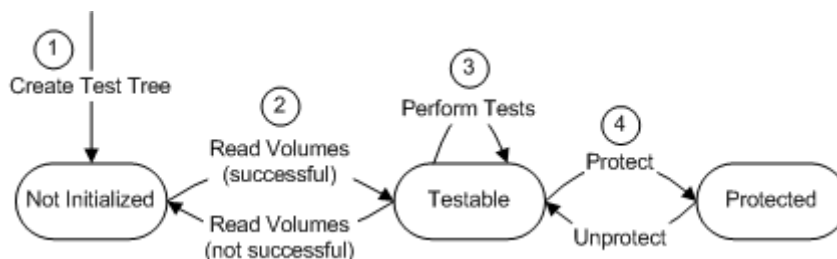 1
Create Test Tree
2
Read Volumes
(successful)
3
Perform Tests
4
Protect
Not Initialized
Testable
Protected
Read Volumes
(not successful)
Unprotect